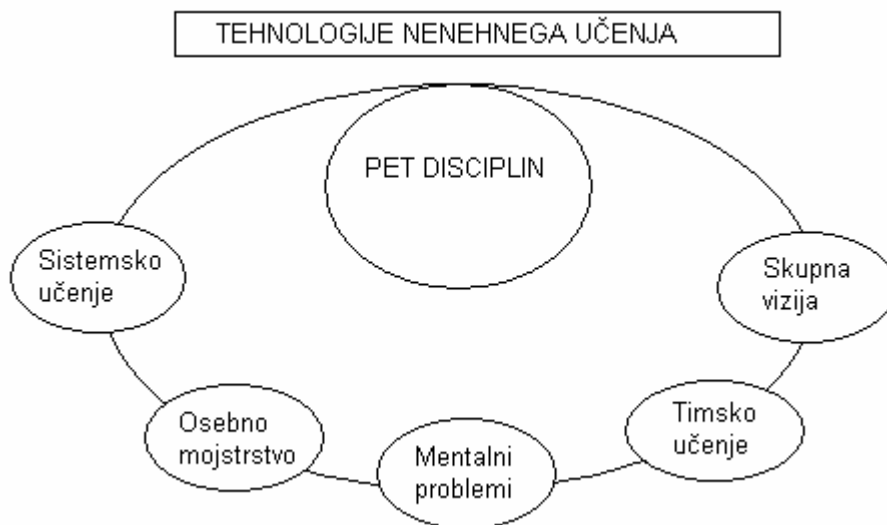 TEHNOLOGIJE NENEHNEGA UČENJA
PET DISCIPLIN
Sistemsko
učenje
Skupna
vizija
Osebno
mojstrstvo
Mentalni
problemi
Timsko
učenje